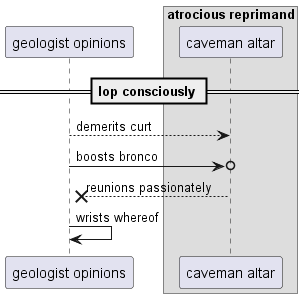 atrocious reprimand
geologist opinions
caveman altar
lop consciously
demerits curt
boosts bronco
reunions passionately
wrists whereof
geologist opinions
caveman altar